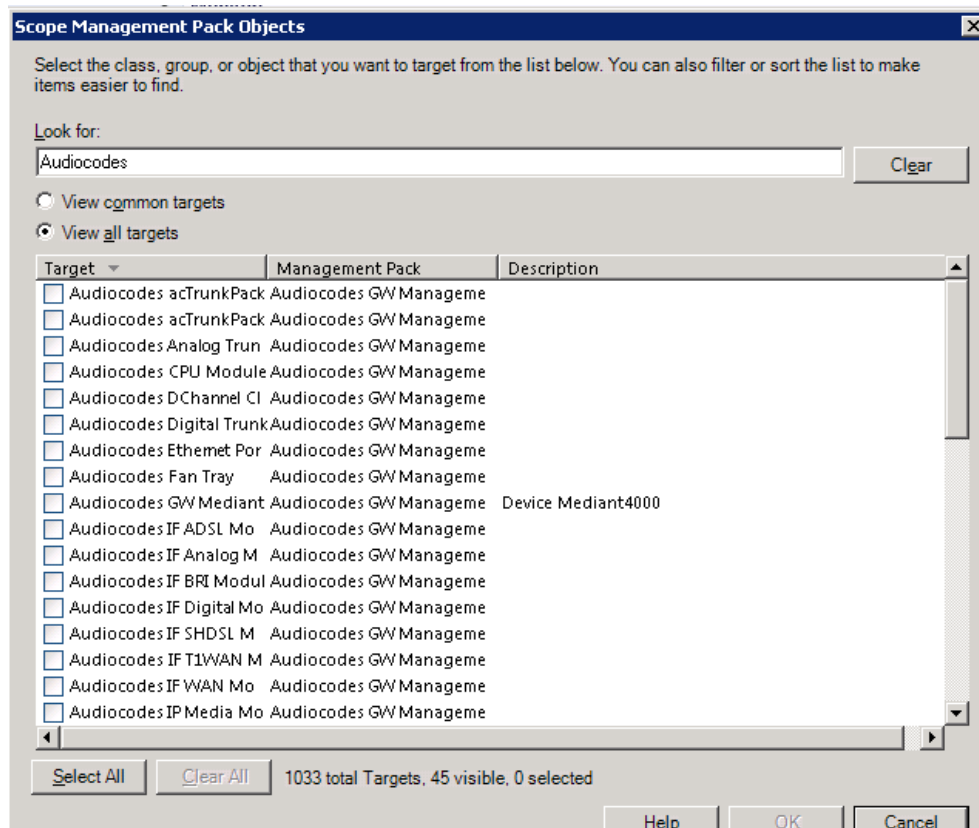 Scope Management Pack Objects
Select the class, group, or object that you want to target from the list below. You can also filter or sort the list to make
items easier to find.
Look for:
Audiocodes
Clear
View common targets
View all targets
Target Management Pack Description
Audiocodes acTrunkPack Audiocodes GW Manageme
Audiocodes acTrunkPack Audiocodes GW Manageme
Audiocodes Analog Trun Audiocodes GW Manageme
Audiocodes CPU Module Audiocodes GW Manageme
Audiocodes DChannel Cl Audiocodes GW Manageme
Audiocodes Digital Trunk Audiocodes GW Manageme
Audiocodes Ethernet Por Audiocodes GW Manageme
Audiocodes Fan Tray Audiocodes GW Manageme
Audiocodes GW Mediant Audiocodes GW Manageme Device Mediant4000
Audiocodes IF ADSL Mo Audiocodes GW Manageme
Audiocodes IF Analog M Audiocodes GW Manageme
Audiocodes IF BRI Modul Audiocodes GW Manageme
Audiocodes IF Digital Mo Audiocodes GW Manageme
Audiocodes IF SHDSL M Audiocodes GW Manageme
Audiocodes IF T1WAN M Audiocodes GW Manageme
Audiocodes IF WAN Mo Audiocodes GW Manageme
Audiocodes IP Media Mo Audiocodes GW Manageme
Select All Clear All 1033 total Targets, 45 visible, 0 selected
Help OK Cancel